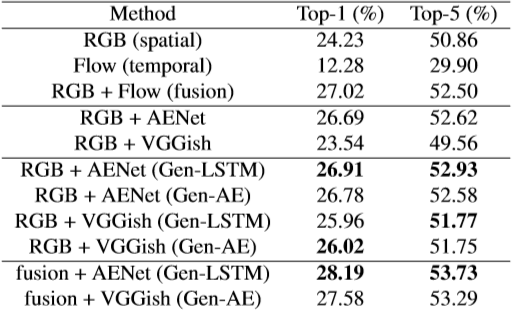 Method Top-1 (%) Top-5 (%)
RGB (spatial) 24.23 50.86
Flow (temporal) 12.28 29.90
RGB + Flow (fusion) 27.02 52.50
RGB + AENet 26.69 52.62
RGB + VGGish 23.54 49.56
RGB + AENet (Gen-LSTM) 26.91 52.93
RGB + AENet (Gen-AE) 26.78 52.58
RGB + VGGish (Gen-LSTM) 25.96 51.77
RGB + VGGish (Gen-AE) 26.02 51.75
fusion + AENet (Gen-LSTM) 28.19 53.73
fusion + VGGish (Gen-AE) 27.58 53.29